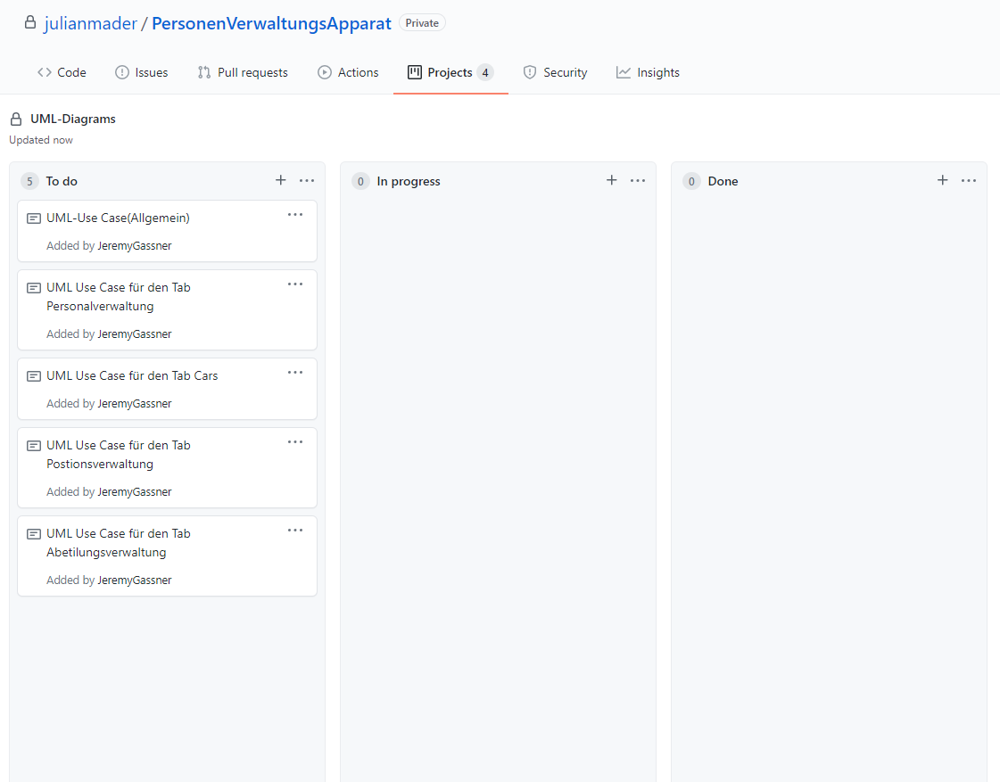 julianmader / PersonenVerwaltungsApparat Private
Code Issues Pull requests Actions Projects 4 Security Insights
UML-Diagrams
Updated now
5 To do
UML-Use Case(Allgemein)
Added by JeremyGassner
UML Use Case für den Tab
Personalverwaltung
Added by JeremyGassner
UML Use Case für den Tab Cars
Added by JeremyGassner
UML Use Case für den Tab
Postionsverwaltung
Added by JeremyGassner
UML Use Case für den Tab
Abetilungsverwaltung
Added by JeremyGassner
0 In progress
0 Done